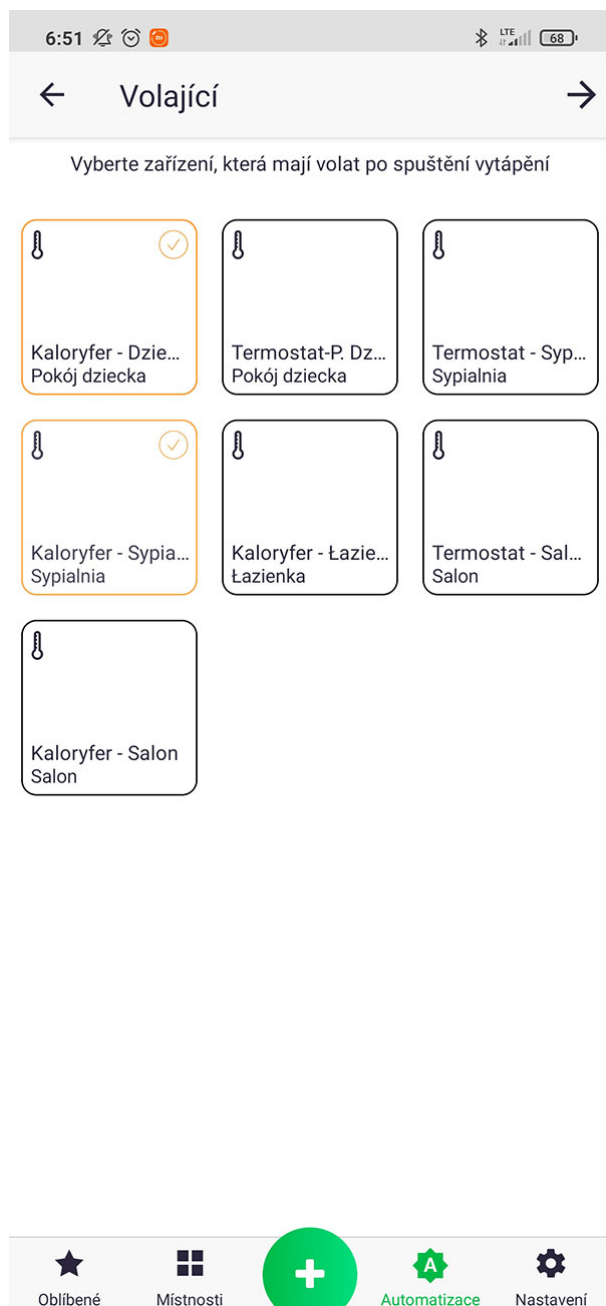 6:51
LTE
68
Volající
Vyberte zařízení, která mají volat po spuštění vytápění
Kaloryfer - Dzie...
Pokój dziecka
Termostat-P. Dz...
Pokój dziecka
Termostat - Syp...
Sypialnia
Kaloryfer - Sypia...
Sypialnia
Kaloryfer - Łazie...
Łazienka
Termostat - Sal...
Salon
Kaloryfer - Salon
Salon
A
Oblíbené
Místnosti
Automatizace
Nastavení